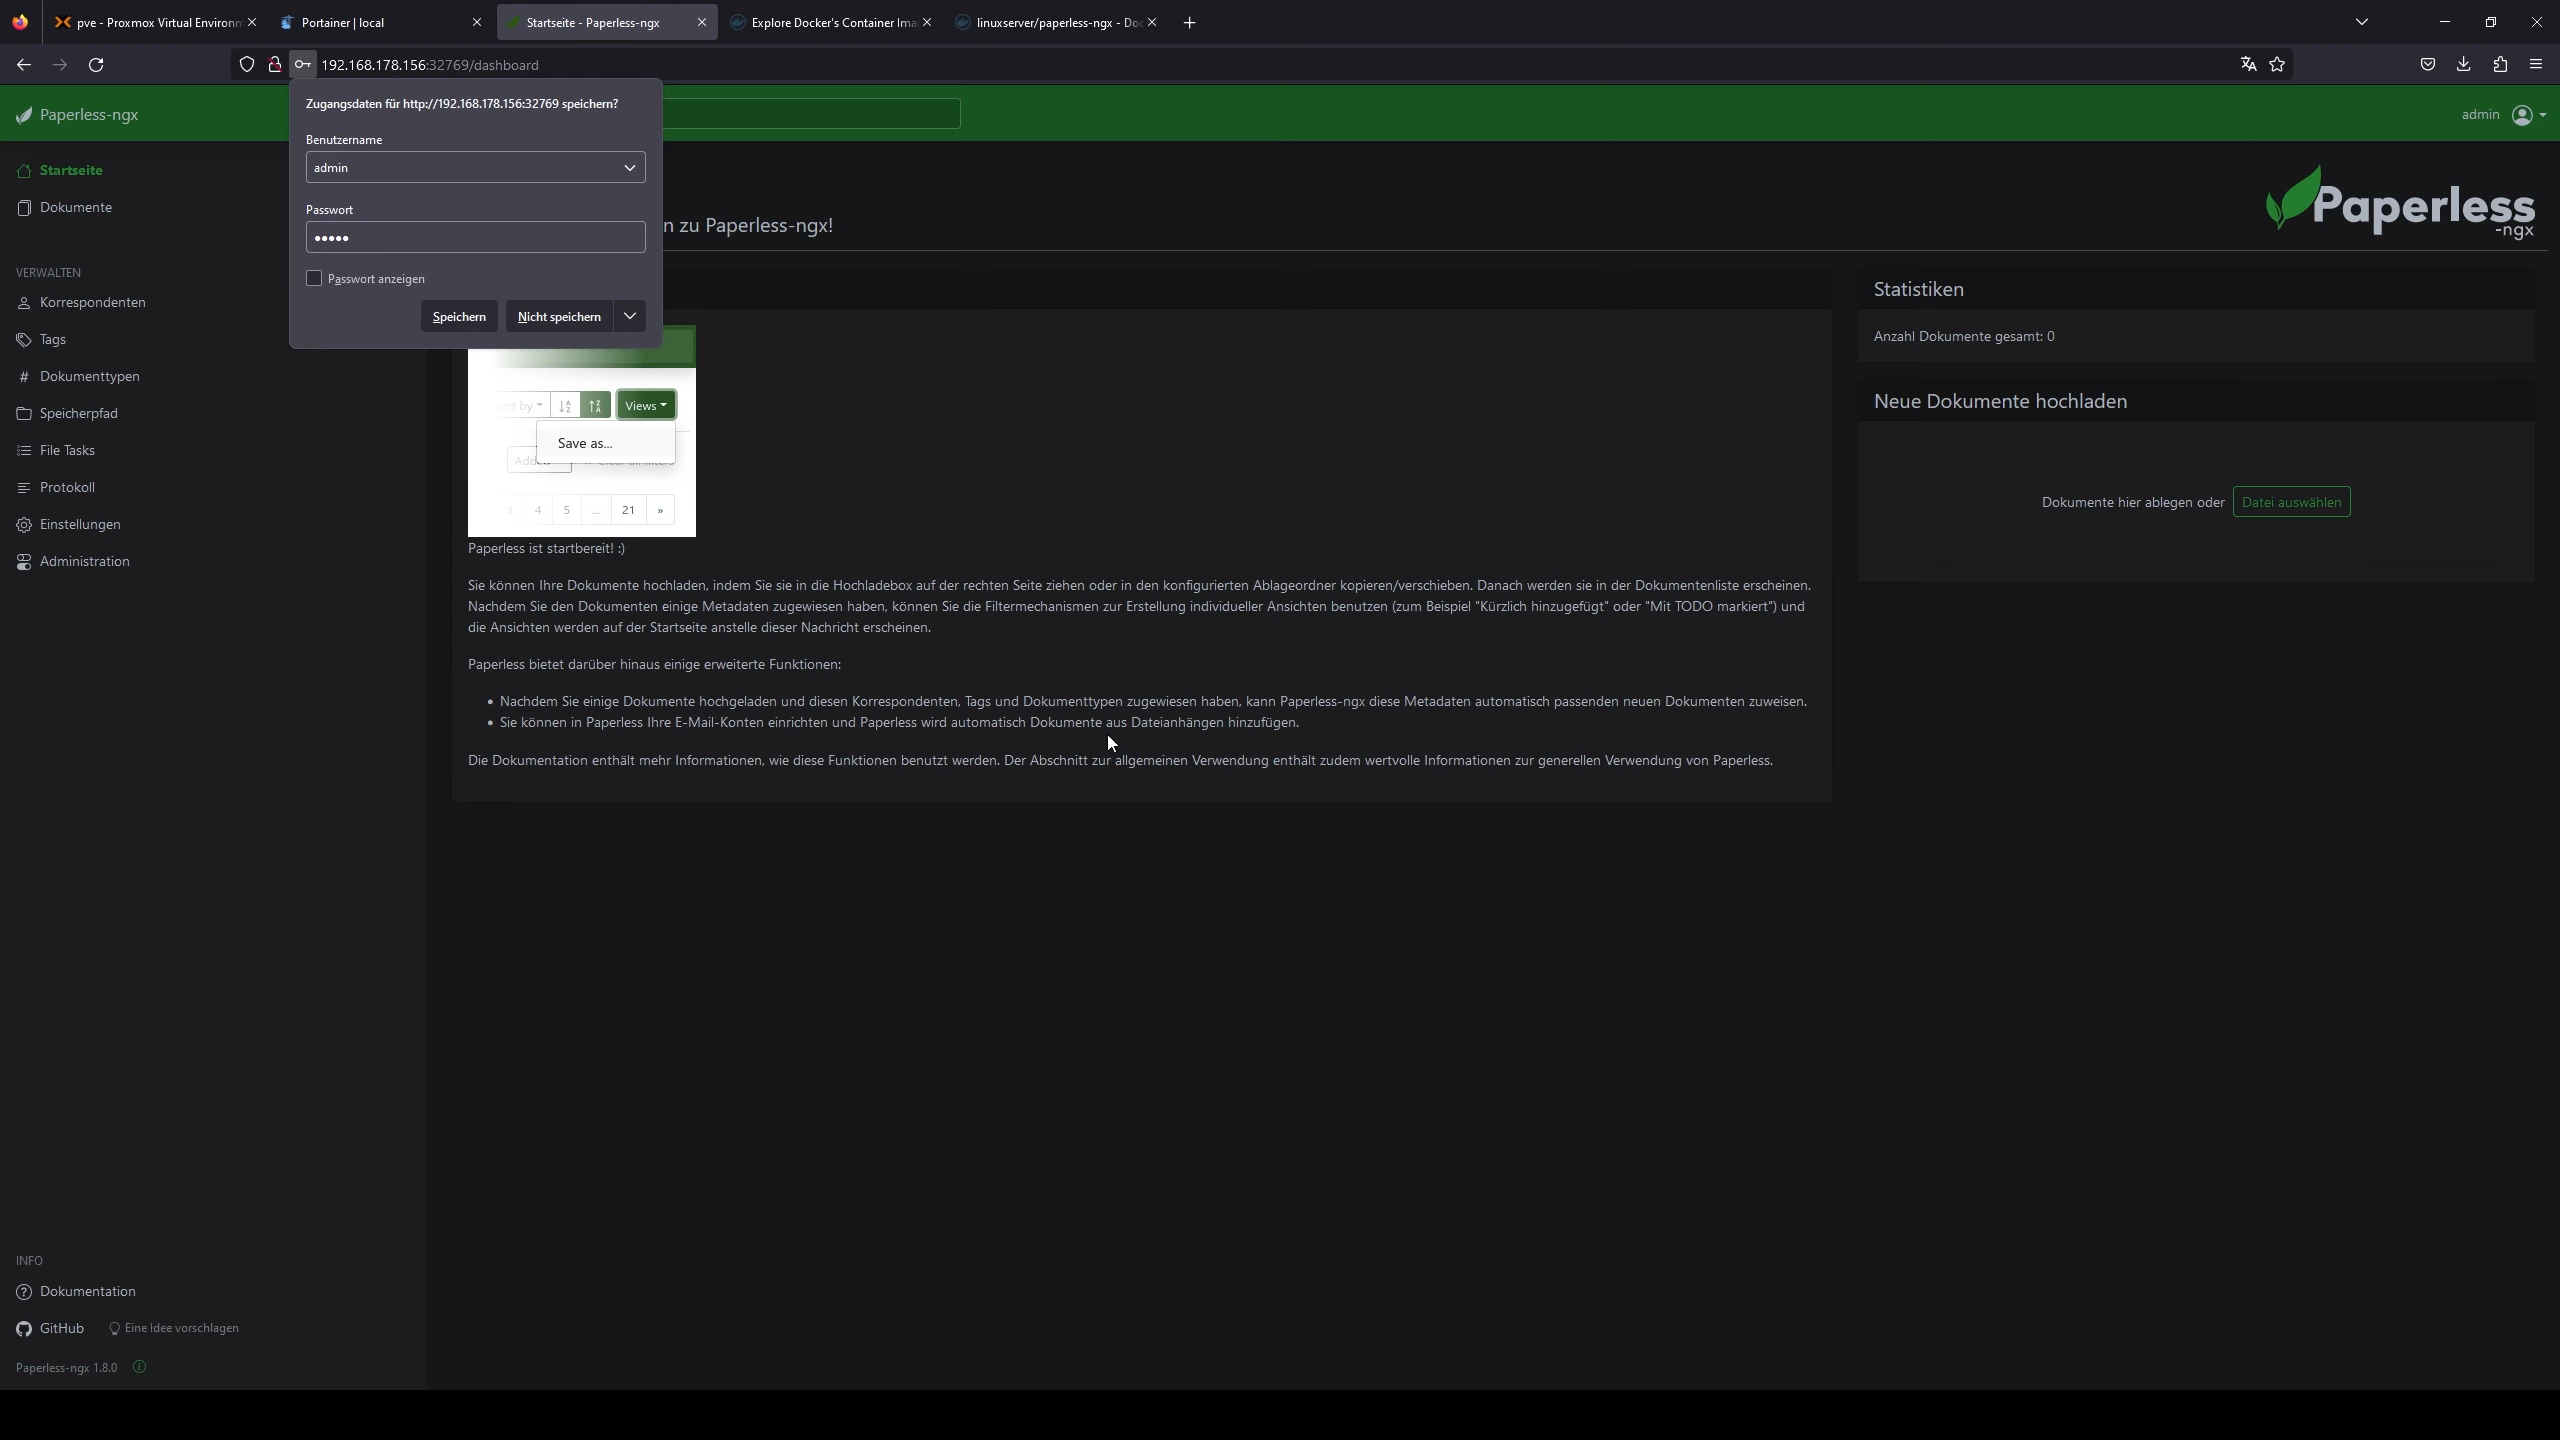 pve - Proxmox Virtual Environm
Portainer | local
Startseite - Paperless-ngx
Explore Docker's Container Ima
linuxserver/paperless-ngx - Doc
192.168.178.156:32769/dashboard
Zugangsdaten für http://192.168.178.156:32769 speichern?
Benutzername
admin
Passwort
•••••
Passwort anzeigen
Speichern
Nicht speichern
Paperless-ngx
admin
Startseite
Dokumente
VERWALTEN
Korrespondenten
Tags
Dokumenttypen
Speicherpfad
File Tasks
Protokoll
Einstellungen
Administration
n zu Paperless-ngx!
Paperless
-ngx
Views
Save as...
3 4 5 ... 21 »
Paperless ist startbereit! :)
Sie können Ihre Dokumente hochladen, indem Sie sie in die Hochladebox auf der rechten Seite ziehen oder in den konfigurierten Ablageordner kopieren/verschieben. Danach werden sie in der Dokumentenliste erscheinen.
Nachdem Sie den Dokumenten einige Metadaten zugewiesen haben, können Sie die Filtermechanismen zur Erstellung individueller Ansichten benutzen (zum Beispiel "Kürzlich hinzugefügt" oder "Mit TODO markiert") und
die Ansichten werden auf der Startseite anstelle dieser Nachricht erscheinen.
Paperless bietet darüber hinaus einige erweiterte Funktionen:
• Nachdem Sie einige Dokumente hochgeladen und diesen Korrespondenten, Tags und Dokumenttypen zugewiesen haben, kann Paperless-ngx diese Metadaten automatisch passenden neuen Dokumenten zuweisen.
• Sie können in Paperless Ihre E-Mail-Konten einrichten und Paperless wird automatisch Dokumente aus Dateianhängen hinzufügen.
Die Dokumentation enthält mehr Informationen, wie diese Funktionen benutzt werden. Der Abschnitt zur allgemeinen Verwendung enthält zudem wertvolle Informationen zur generellen Verwendung von Paperless.
Statistiken
Anzahl Dokumente gesamt: 0
Neue Dokumente hochladen
Dokumente hier ablegen oder
Datei auswählen
INFO
Dokumentation
GitHub
Eine Idee vorschlagen
Paperless-ngx 1.8.0